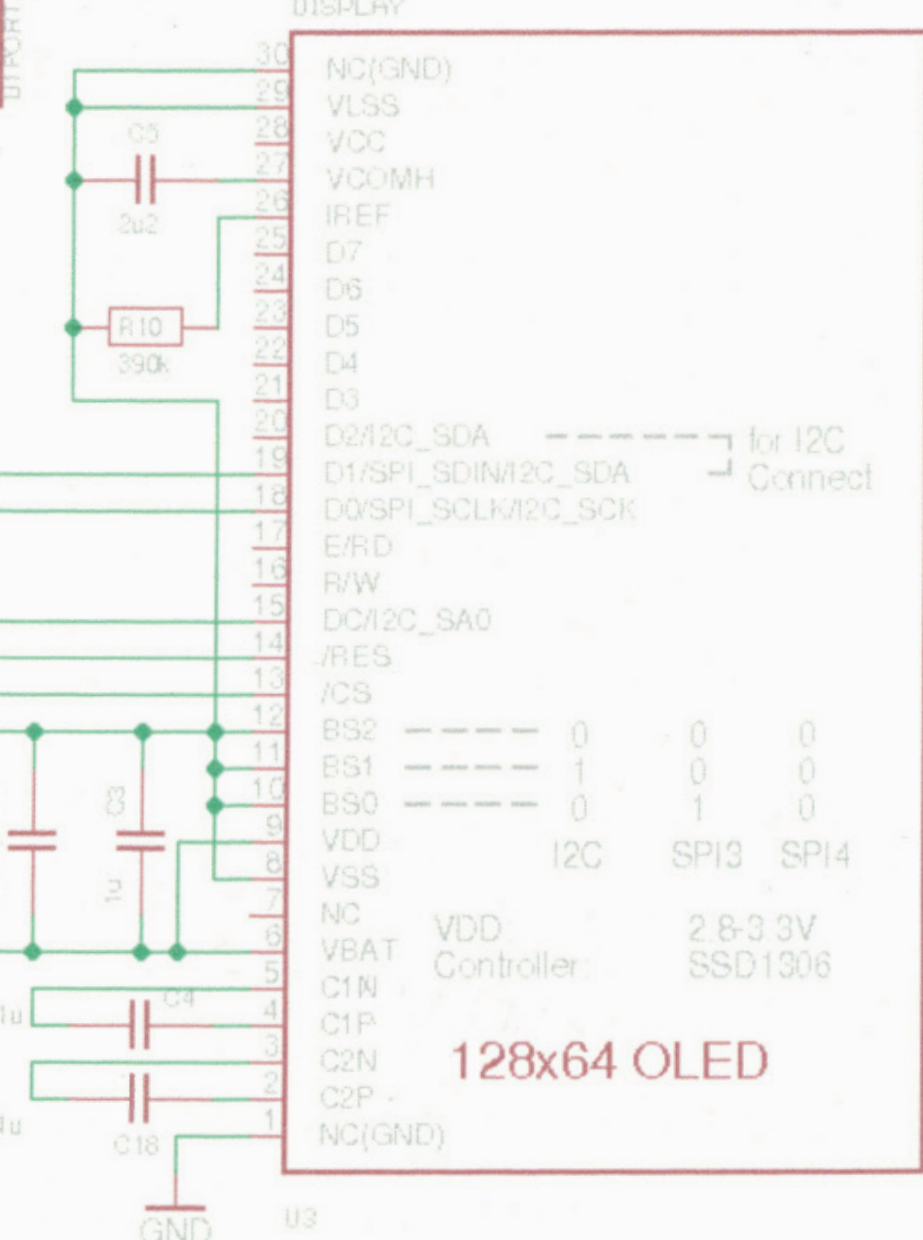 DISPLAY
30 NC(GND)
29 VLSS
C5
28 VCC
27 VCOMH
2u2
26 IREF
25 D7
24 D6
23 D5
R10
22 D4
390k
21 D3
20 D2/I2C_SDA for I2C
19 D1/SPI_SDIN/I2C_SDA Connect
18 D0/SPI_SCLK/I2C_SCK
17 E/RD
16 R/W
15 DC/I2C_SA0
14 /RES
13 /CS
12 BS2 0 0 0
11 BS1 1 0 0
C3
10 BS0 0 1 0
9 VDD
I2C SPI3 SPI4
8 VSS
1u
7 NC
VDD: 2.8-3.3V
6 VBAT
Controller: SSD1306
5 C1N
C4
1u
4 C1P
3 C2N
128x64 OLED
2 C2P
1 NC(GND)
C18
U3
GND